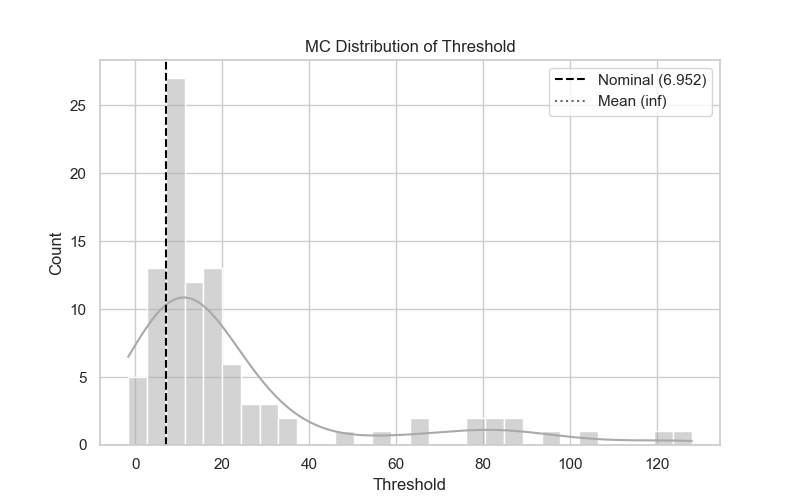 MC Distribution of Threshold
Nominal (6.952)
Mean (inf)
25
20
15
10
5
0
Count
0 20 40 60 80 100 120
Threshold